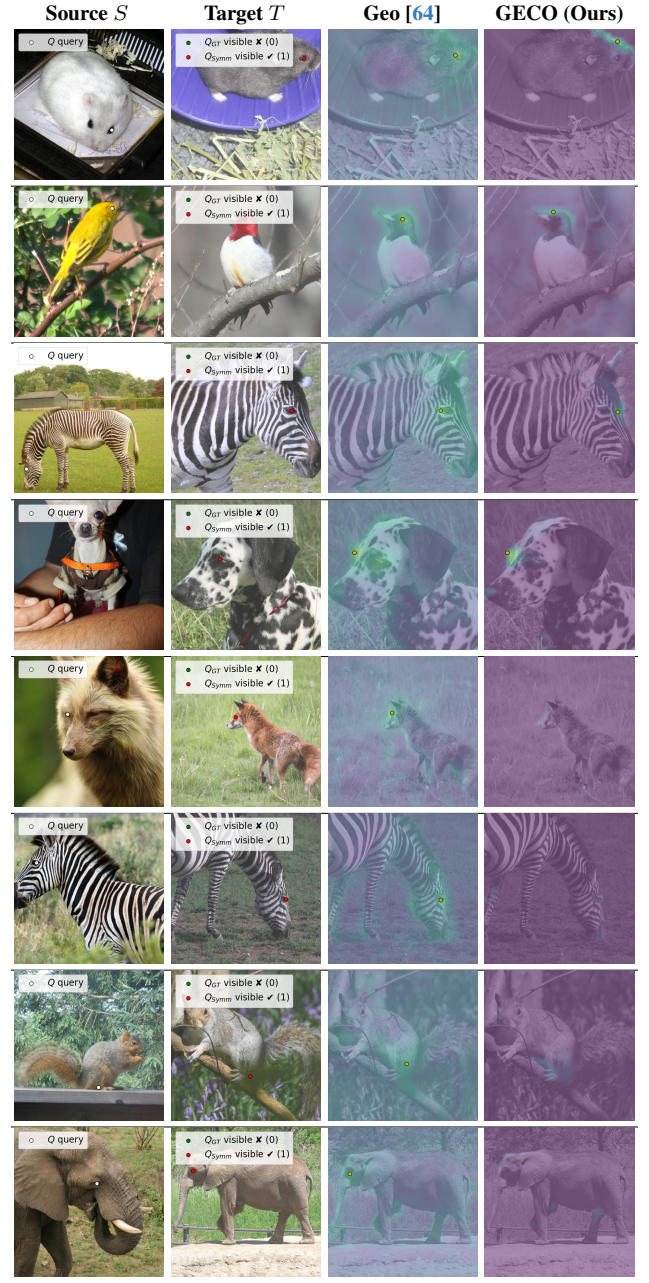 Source S Target T Geo [64] GECO (Ours)
Q query
Q_GT visible ✘ (0)
Q_Symm visible ✔ (1)
Q query
Q_GT visible ✘ (0)
Q_Symm visible ✔ (1)
Q query
Q_GT visible ✘ (0)
Q_Symm visible ✔ (1)
Q query
Q_GT visible ✘ (0)
Q_Symm visible ✔ (1)
Q query
Q_GT visible ✘ (0)
Q_Symm visible ✔ (1)
Q query
Q_GT visible ✘ (0)
Q_Symm visible ✔ (1)
Q query
Q_GT visible ✘ (0)
Q_Symm visible ✔ (1)
Q query
Q_GT visible ✘ (0)
Q_Symm visible ✔ (1)